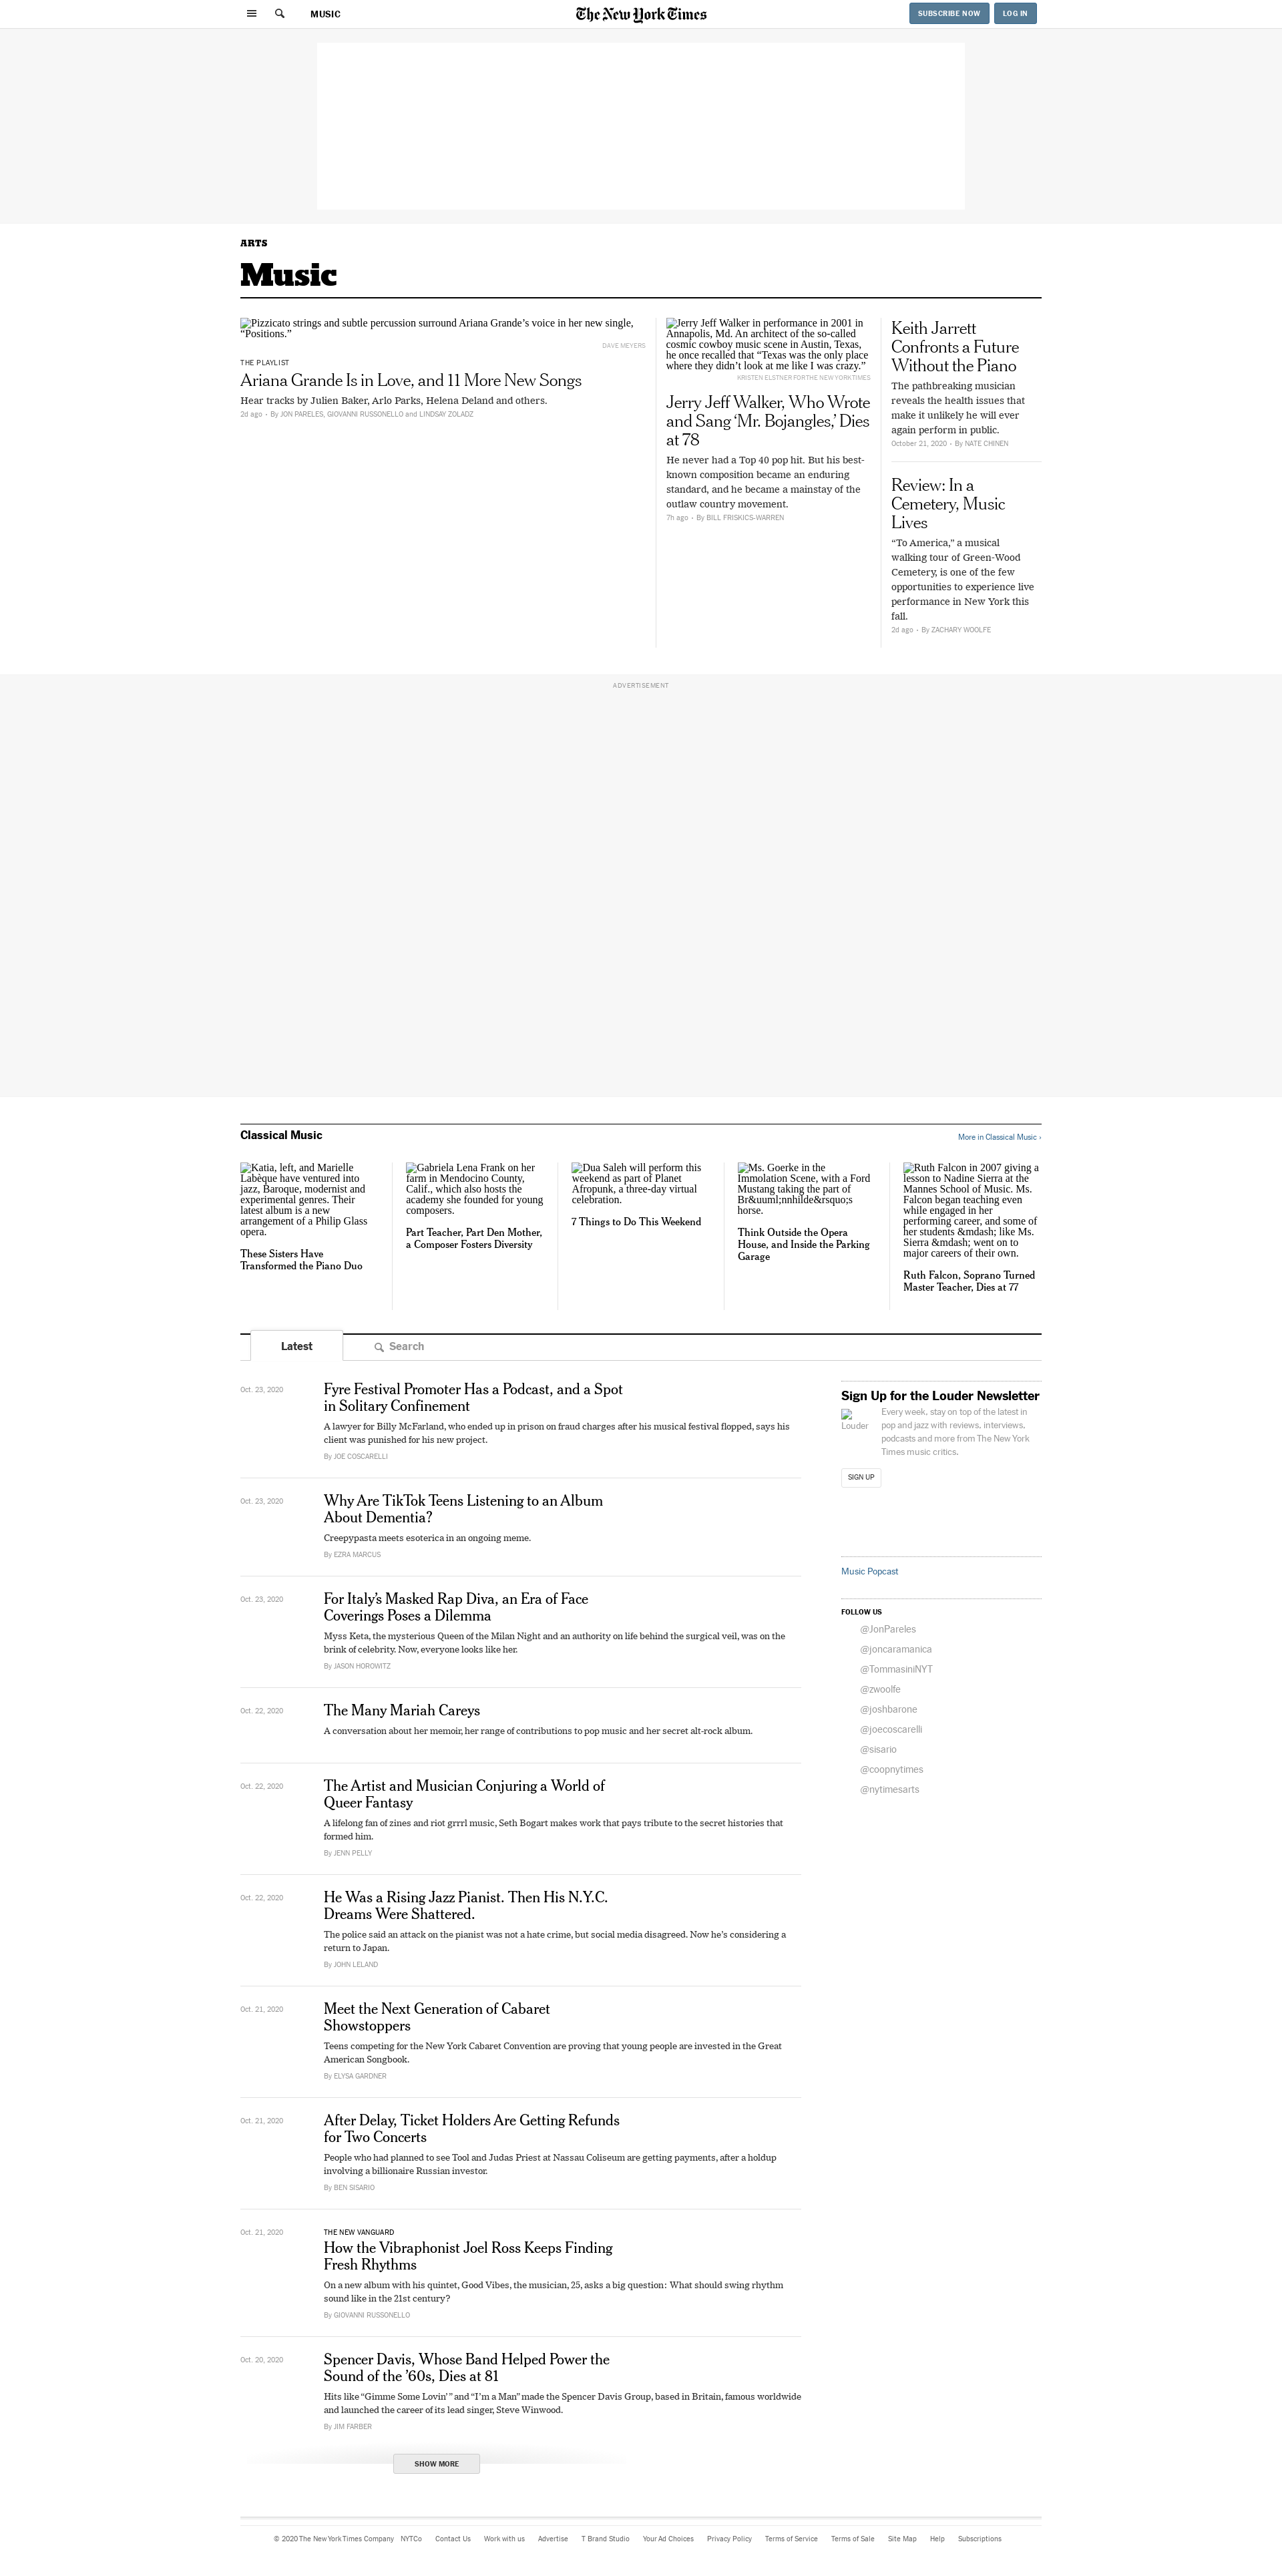 MUSIC
The New York Times
SUBSCRIBE NOW
LOG IN
ARTS
Music
Pizzicato strings and subtle percussion surround Ariana Grande’s voice in her new single,
“Positions.”
DAVE MEYERS
THE PLAYLIST
Ariana Grande Is in Love, and 11 More New Songs
Hear tracks by Julien Baker, Arlo Parks, Helena Deland and others.
2d ago • By JON PARELES, GIOVANNI RUSSONELLO and LINDSAY ZOLADZ
Jerry Jeff Walker in performance in 2001 in
Annapolis, Md. An architect of the so-called
cosmic cowboy music scene in Austin, Texas,
he once recalled that “Texas was the only place
where they didn’t look at me like I was crazy.”
KRISTEN ELSTNER FOR THE NEW YORK TIMES
Jerry Jeff Walker, Who Wrote
and Sang ‘Mr. Bojangles,’ Dies
at 78
He never had a Top 40 pop hit. But his best-
known composition became an enduring
standard, and he became a mainstay of the
outlaw country movement.
7h ago • By BILL FRISKICS-WARREN
Keith Jarrett
Confronts a Future
Without the Piano
The pathbreaking musician
reveals the health issues that
make it unlikely he will ever
again perform in public.
October 21, 2020 • By NATE CHINEN
Review: In a
Cemetery, Music
Lives
“To America,” a musical
walking tour of Green-Wood
Cemetery, is one of the few
opportunities to experience live
performance in New York this
fall.
2d ago • By ZACHARY WOOLFE
ADVERTISEMENT
Classical Music
More in Classical Music ›
Katia, left, and Marielle
Labèque have ventured into
jazz, Baroque, modernist and
experimental genres. Their
latest album is a new
arrangement of a Philip Glass
opera.
These Sisters Have
Transformed the Piano Duo
Gabriela Lena Frank on her
farm in Mendocino County,
Calif., which also hosts the
academy she founded for young
composers.
Part Teacher, Part Den Mother,
a Composer Fosters Diversity
Dua Saleh will perform this
weekend as part of Planet
Afropunk, a three-day virtual
celebration.
7 Things to Do This Weekend
Ms. Goerke in the
Immolation Scene, with a Ford
Mustang taking the part of
Br&uuml;nnhilde&rsquo;s
horse.
Think Outside the Opera
House, and Inside the Parking
Garage
Ruth Falcon in 2007 giving a
lesson to Nadine Sierra at the
Mannes School of Music. Ms.
Falcon began teaching even
while engaged in her
performing career, and some of
her students &mdash; like Ms.
Sierra &mdash; went on to
major careers of their own.
Ruth Falcon, Soprano Turned
Master Teacher, Dies at 77
Latest
Search
Oct. 23, 2020
Fyre Festival Promoter Has a Podcast, and a Spot
in Solitary Confinement
A lawyer for Billy McFarland, who ended up in prison on fraud charges after his musical festival flopped, says his
client was punished for his new project.
By JOE COSCARELLI
Oct. 23, 2020
Why Are TikTok Teens Listening to an Album
About Dementia?
Creepypasta meets esoterica in an ongoing meme.
By EZRA MARCUS
Oct. 23, 2020
For Italy’s Masked Rap Diva, an Era of Face
Coverings Poses a Dilemma
Myss Keta, the mysterious Queen of the Milan Night and an authority on life behind the surgical veil, was on the
brink of celebrity. Now, everyone looks like her.
By JASON HOROWITZ
Oct. 22, 2020
The Many Mariah Careys
A conversation about her memoir, her range of contributions to pop music and her secret alt-rock album.
Oct. 22, 2020
The Artist and Musician Conjuring a World of
Queer Fantasy
A lifelong fan of zines and riot grrrl music, Seth Bogart makes work that pays tribute to the secret histories that
formed him.
By JENN PELLY
Oct. 22, 2020
He Was a Rising Jazz Pianist. Then His N.Y.C.
Dreams Were Shattered.
The police said an attack on the pianist was not a hate crime, but social media disagreed. Now he’s considering a
return to Japan.
By JOHN LELAND
Oct. 21, 2020
Meet the Next Generation of Cabaret
Showstoppers
Teens competing for the New York Cabaret Convention are proving that young people are invested in the Great
American Songbook.
By ELYSA GARDNER
Oct. 21, 2020
After Delay, Ticket Holders Are Getting Refunds
for Two Concerts
People who had planned to see Tool and Judas Priest at Nassau Coliseum are getting payments, after a holdup
involving a billionaire Russian investor.
By BEN SISARIO
Oct. 21, 2020
THE NEW VANGUARD
How the Vibraphonist Joel Ross Keeps Finding
Fresh Rhythms
On a new album with his quintet, Good Vibes, the musician, 25, asks a big question: What should swing rhythm
sound like in the 21st century?
By GIOVANNI RUSSONELLO
Oct. 20, 2020
Spencer Davis, Whose Band Helped Power the
Sound of the ’60s, Dies at 81
Hits like “Gimme Some Lovin’ ” and “I’m a Man” made the Spencer Davis Group, based in Britain, famous worldwide
and launched the career of its lead singer, Steve Winwood.
By JIM FARBER
SHOW MORE
Sign Up for the Louder Newsletter
Louder
Every week, stay on top of the latest in
pop and jazz with reviews, interviews,
podcasts and more from The New York
Times music critics.
SIGN UP
Music Popcast
FOLLOW US
@JonPareles
@joncaramanica
@TommasiniNYT
@zwoolfe
@joshbarone
@joecoscarelli
@sisario
@coopnytimes
@nytimesarts
© 2020 The New York Times Company NYTCo Contact Us Work with us Advertise T Brand Studio Your Ad Choices Privacy Policy Terms of Service Terms of Sale Site Map Help Subscriptions